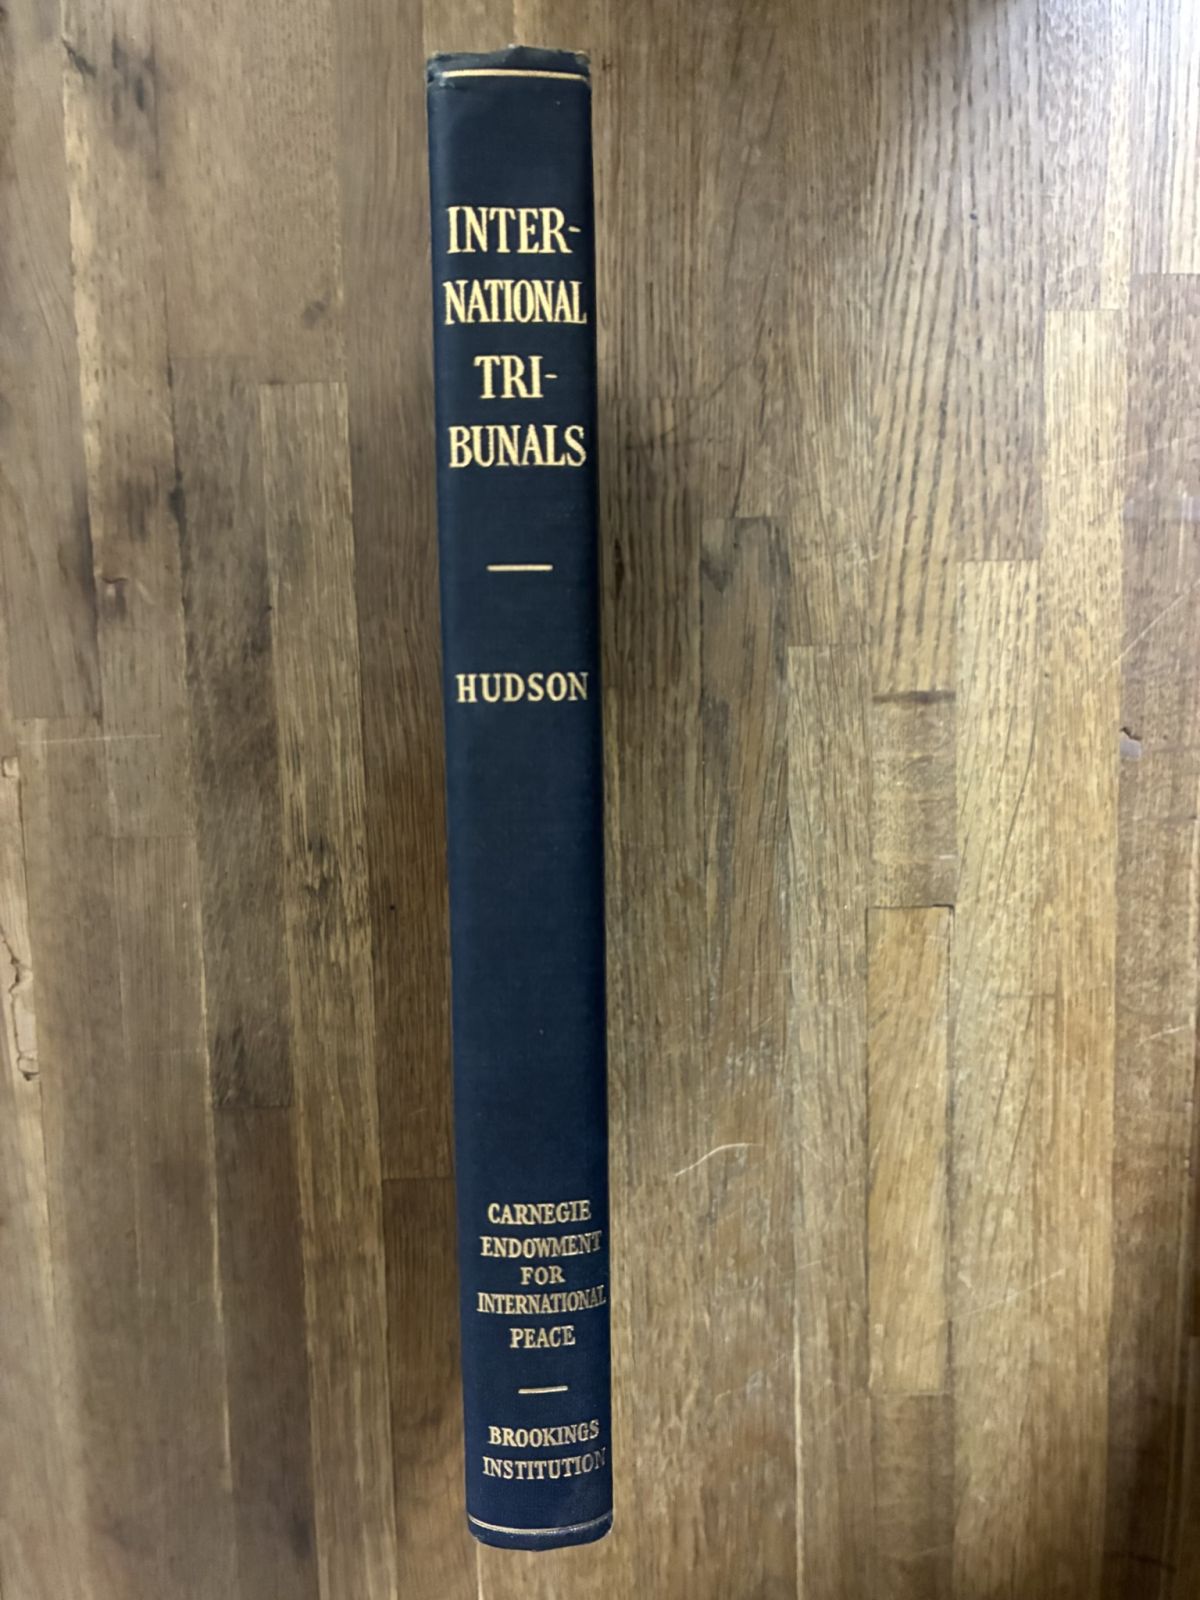 INTER-
NATIONAL
TRI-
BUNALS
HUDSON
CARNEGIE
ENDOWMENT
FOR
INTERNATIONAL
PEACE
BROOKINGS
INSTITUTION